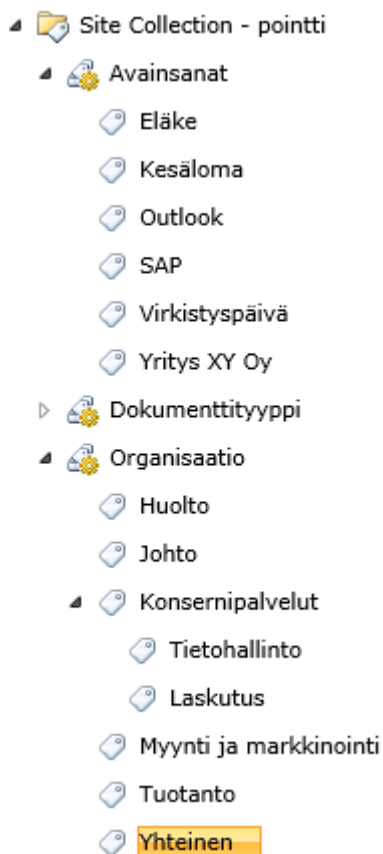 Site Collection - pointti
Avainsanat
Eläke
Kesäloma
Outlook
SAP
Virkistyspäivä
Yritys XY Oy
Dokumenttityyppi
Organisaatio
Huolto
Johto
Konsernipalvelut
Tietohallinto
Laskutus
Myynti ja markkinointi
Tuotanto
Yhteinen